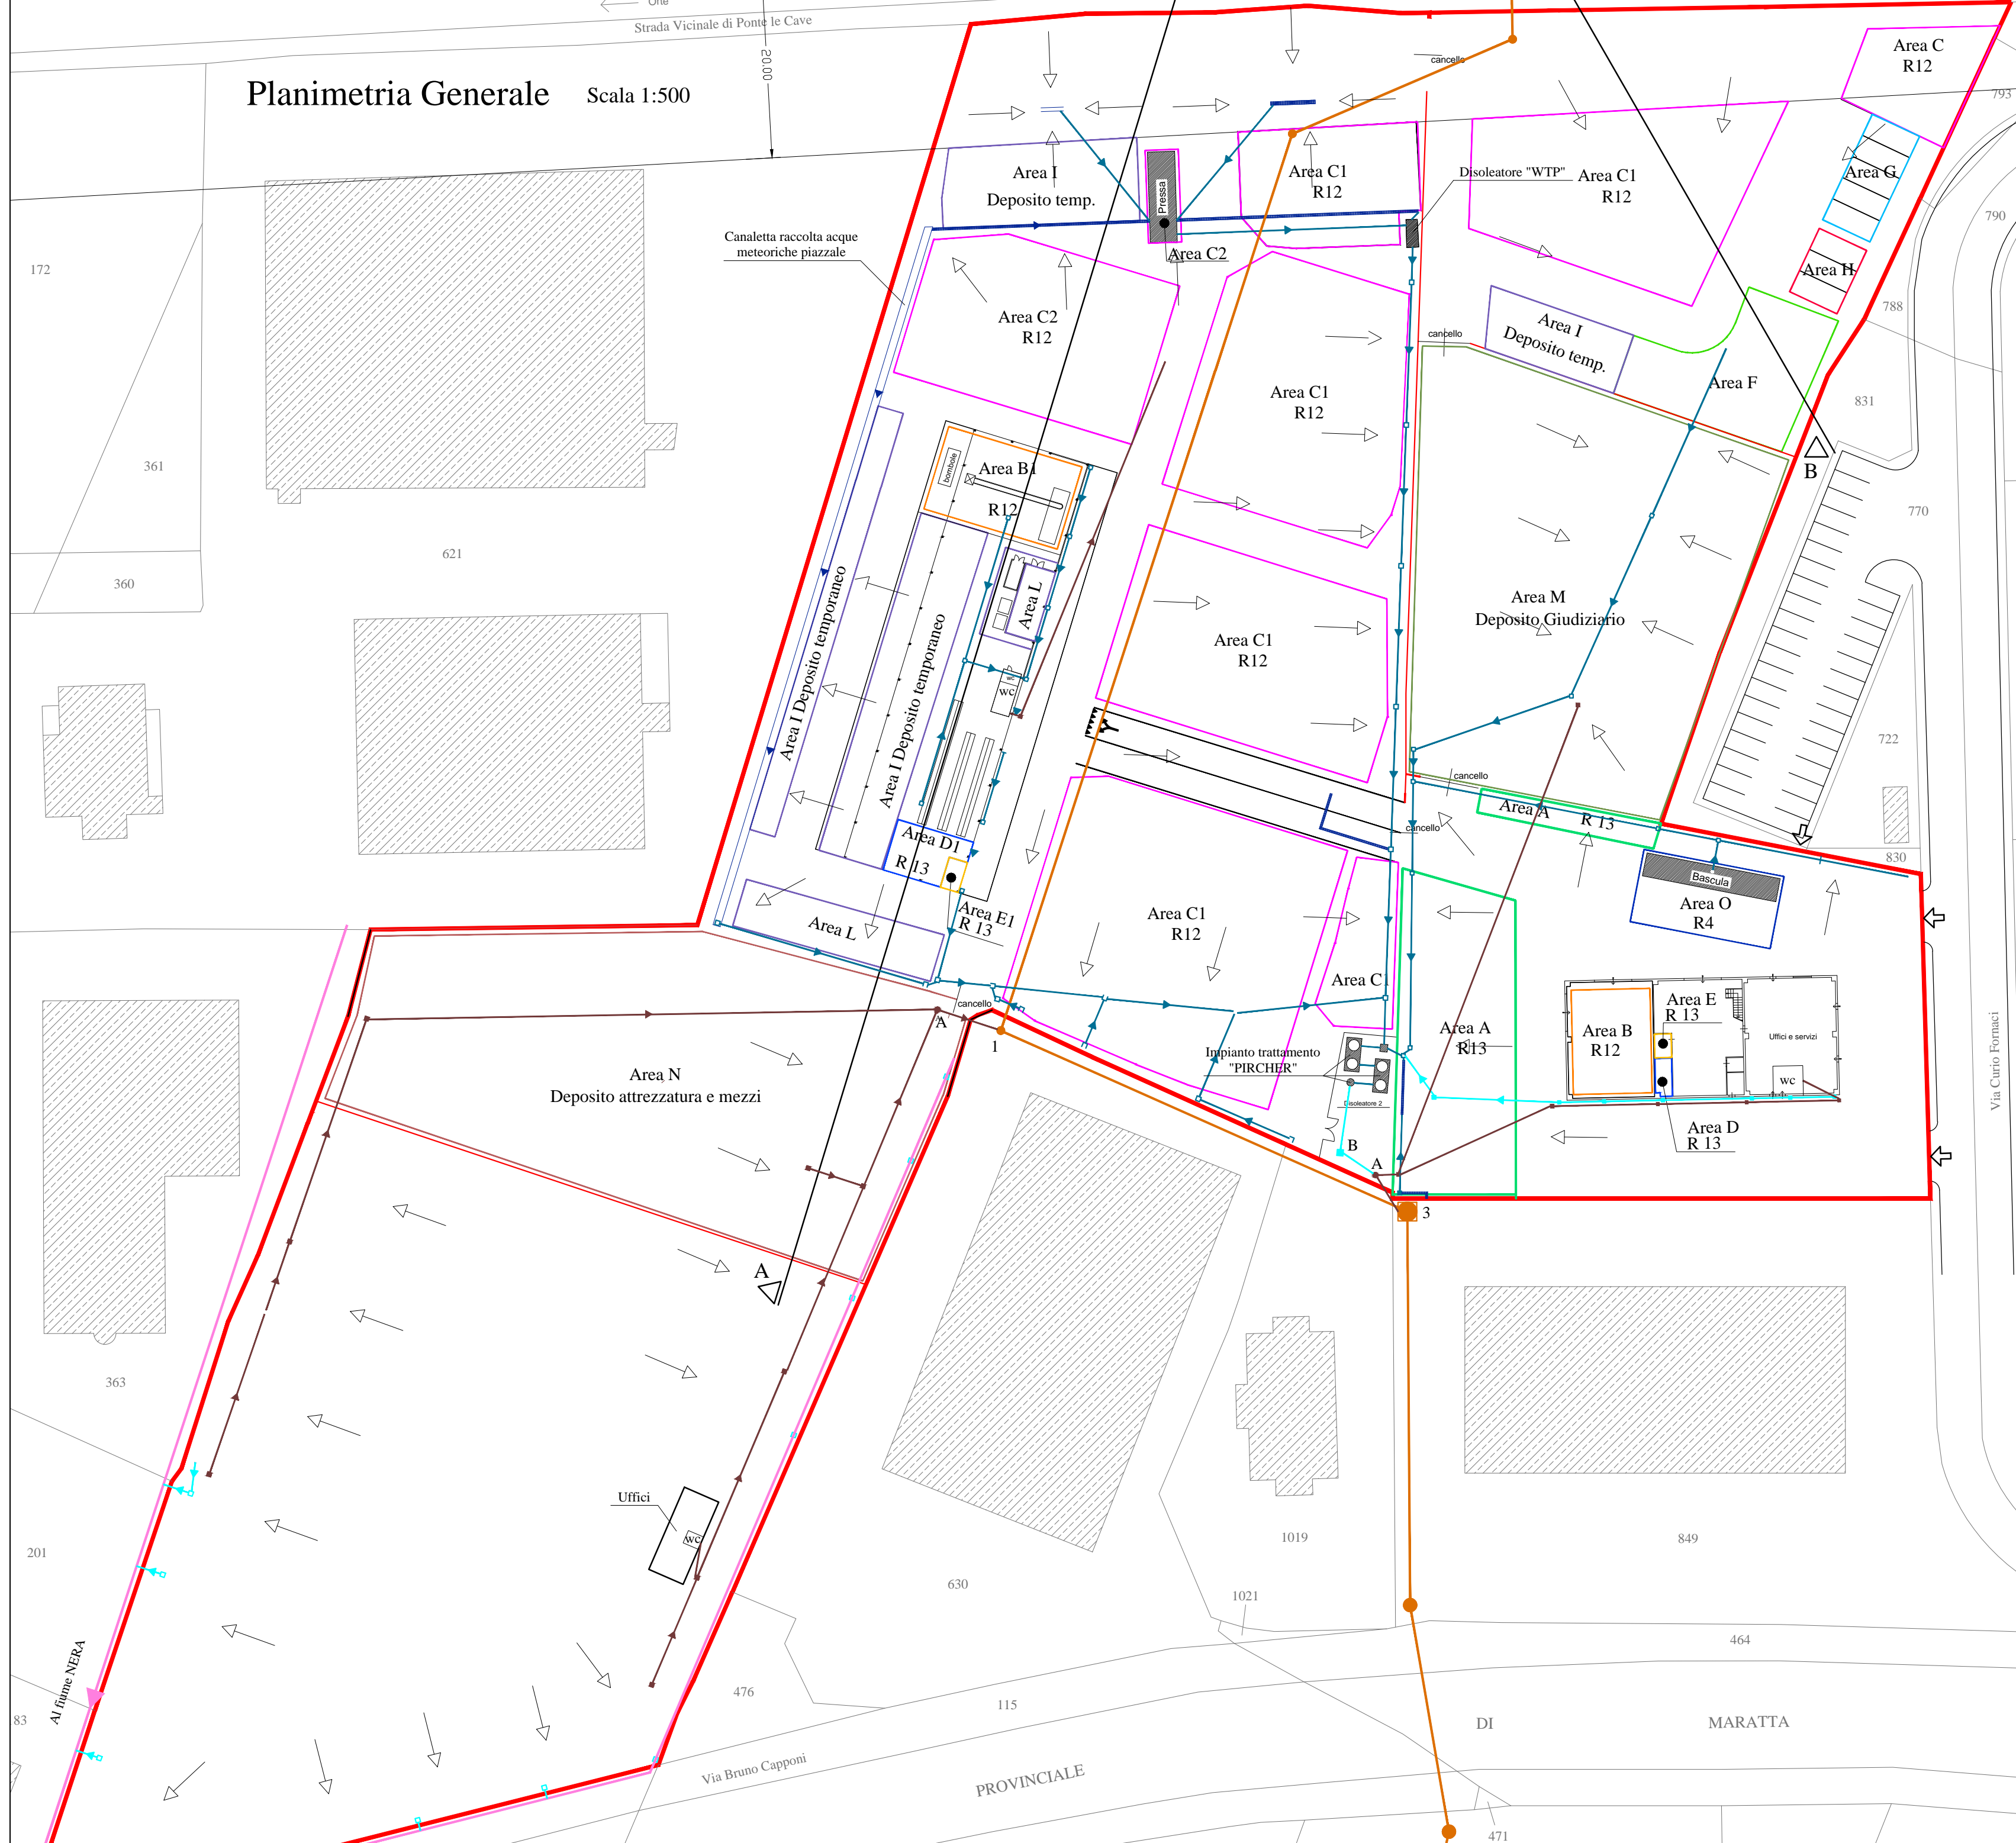 Orte
Strada Vicinale di Ponte le Cave
20.00
Planimetria Generale
Scala 1:500
cancello
Area C
R12
793
Area I
Deposito temp.
Pressa
Area C1
R12
Disoleatore "WTP"
Area C1
R12
Area G
790
172
Canaletta raccolta acque
meteoriche piazzale
Area C2
Area H
788
Area C2
R12
cancello
Area I
Deposito temp.
Area F
831
Area C1
R12
361
621
bombole
Area B1
R12
B
770
360
Area I Deposito temporaneo
Area I Deposito temporaneo
Area L
wc
Area C1
R12
Area M
Deposito Giudiziario
722
cancello
Area A
R 13
cancello
830
Area D1
R 13
Area E1
R 13
Area L
Area C1
R12
Area C1
Bascula
Area O
R4
cancello
A
1
Area A
R13
Area B
R12
Area E
R 13
Uffici e servizi
wc
Area D
R 13
Impianto trattamento
"PIRCHER"
Disoleatore 2
B
A
3
Via Curio Fornaci
Area N
Deposito attrezzatura e mezzi
A
363
Uffici
wc
201
630
1019
849
1021
464
Al fiume NERA
83
476
115
DI
MARATTA
Via Bruno Capponi
PROVINCIALE
471